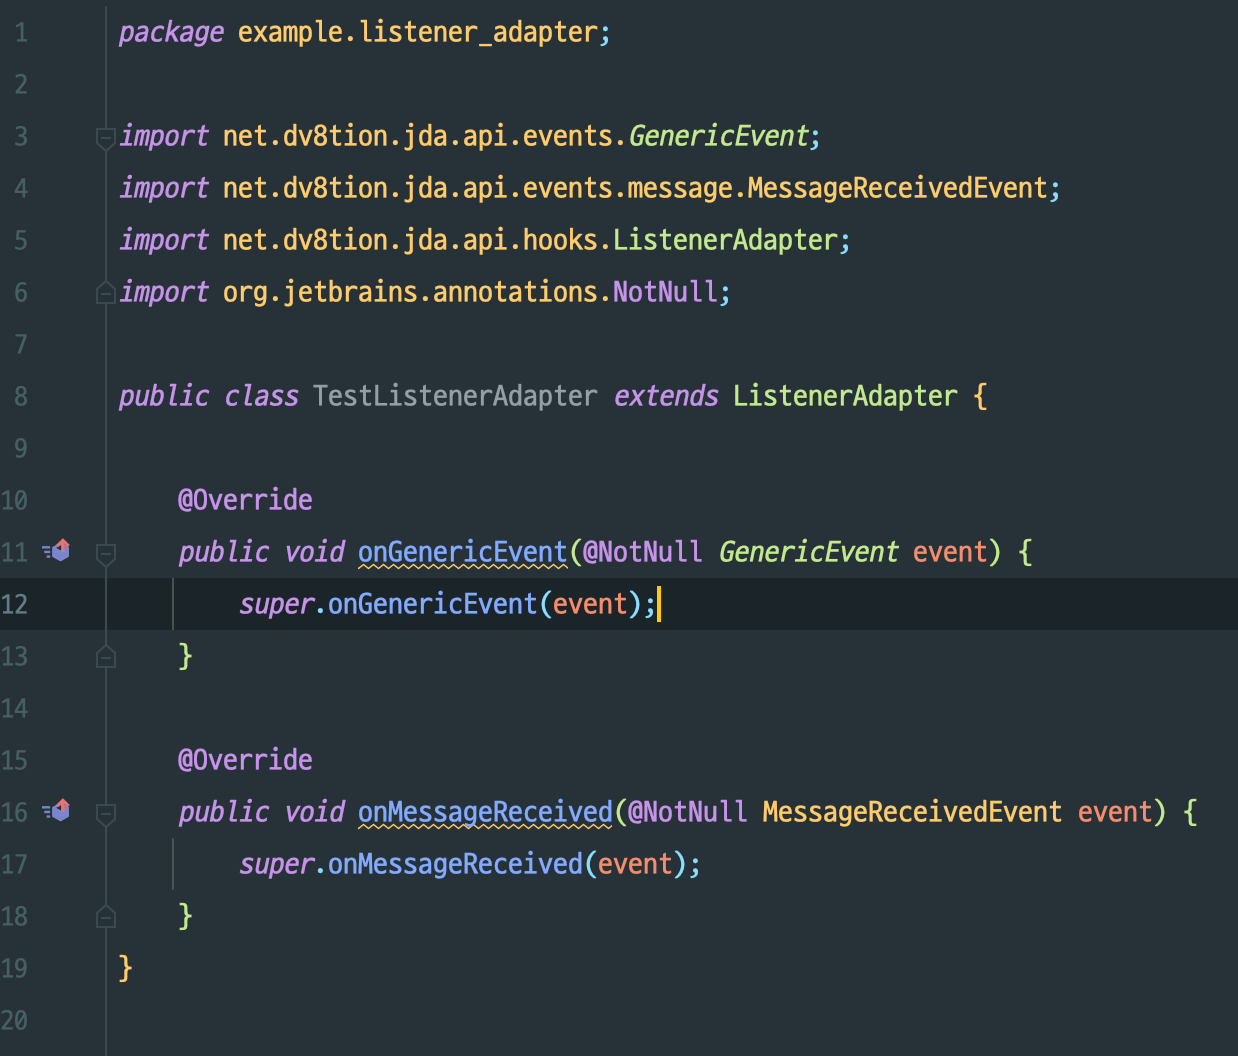 1 package example.listener_adapter;
2
3 import net.dv8tion.jda.api.events.GenericEvent;
4 import net.dv8tion.jda.api.events.message.MessageReceivedEvent;
5 import net.dv8tion.jda.api.hooks.ListenerAdapter;
6 import org.jetbrains.annotations.NotNull;
7
8 public class TestListenerAdapter extends ListenerAdapter {
9
10 @Override
11 public void onGenericEvent(@NotNull GenericEvent event) {
12 super.onGenericEvent(event);
13 }
14
15 @Override
16 public void onMessageReceived(@NotNull MessageReceivedEvent event) {
17 super.onMessageReceived(event);
18 }
19 }
20